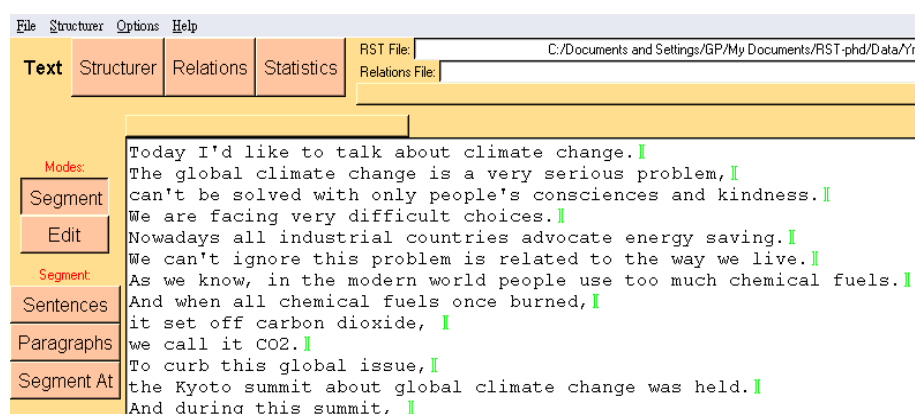 File Structurer Options Help
Text Structurer Relations Statistics
RST File: C:/Documents and Settings/GP/My Documents/RST-phd/Data/Yr
Relations File:
Modes:
Segment
Edit
Segment:
Sentences
Paragraphs
Segment At
Today I'd like to talk about climate change.
The global climate change is a very serious problem,
can't be solved with only people's consciences and kindness.
We are facing very difficult choices.
Nowadays all industrial countries advocate energy saving.
We can't ignore this problem is related to the way we live.
As we know, in the modern world people use too much chemical fuels.
And when all chemical fuels once burned,
it set off carbon dioxide,
we call it CO2.
To curb this global issue,
the Kyoto summit about global climate change was held.
And during this summit,